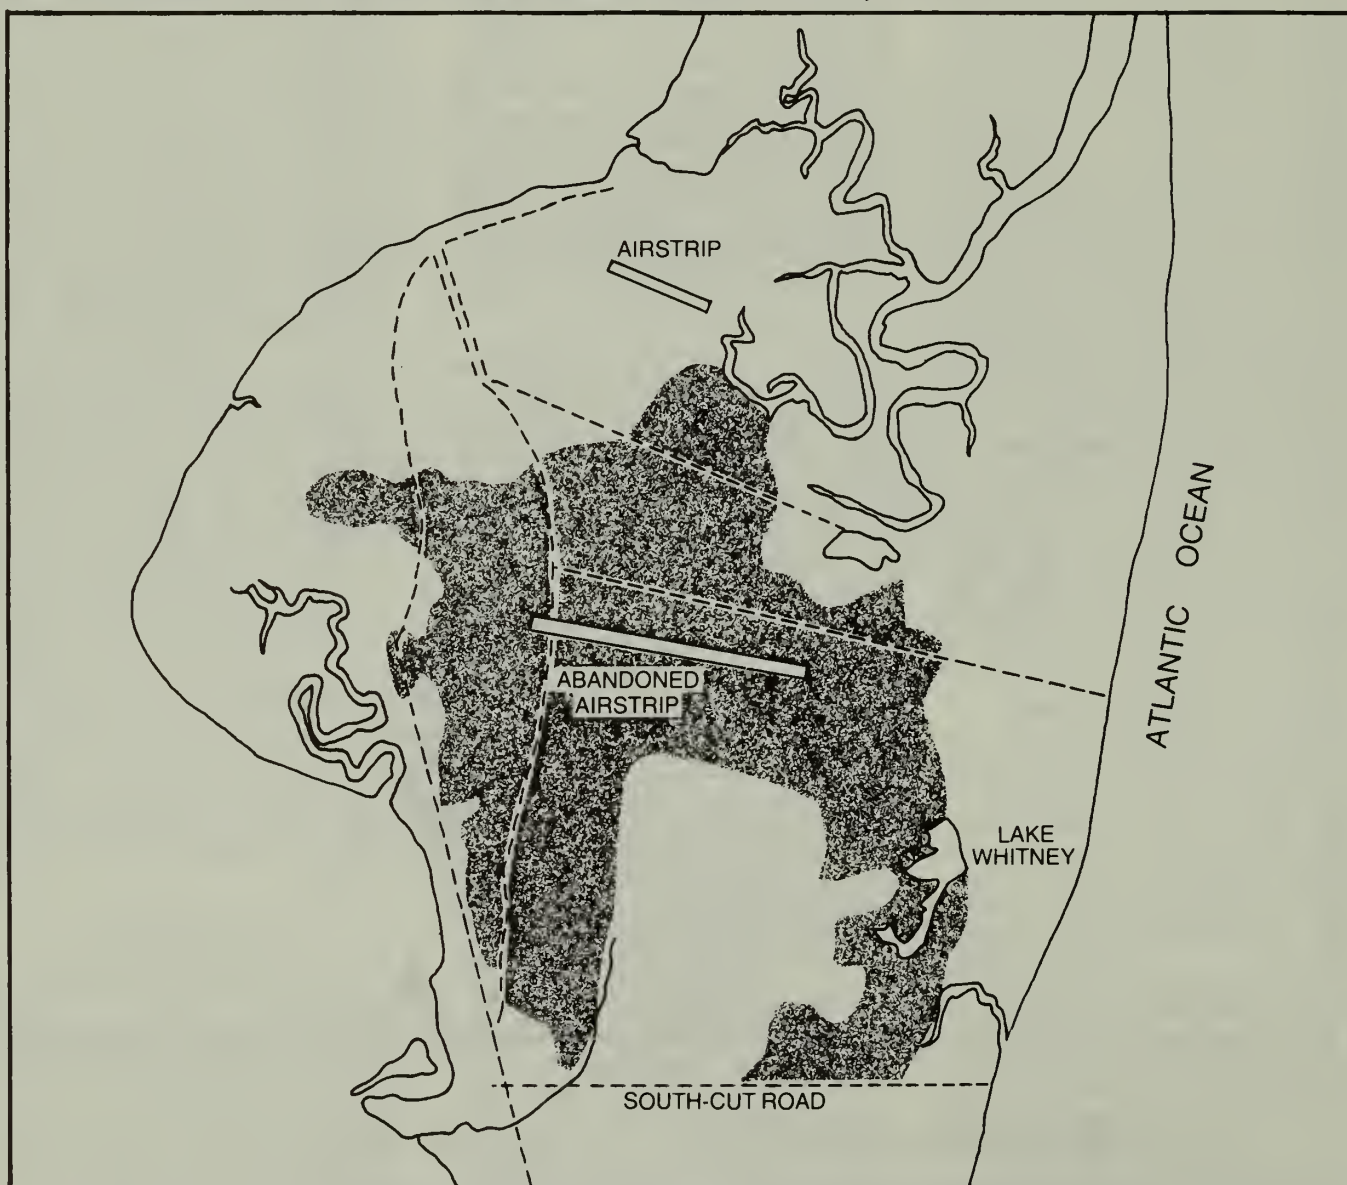 AIRSTRIP
ATLANTIC OCEAN
ABANDONED
AIRSTRIP
LAKE
WHITNEY
SOUTH-CUT ROAD